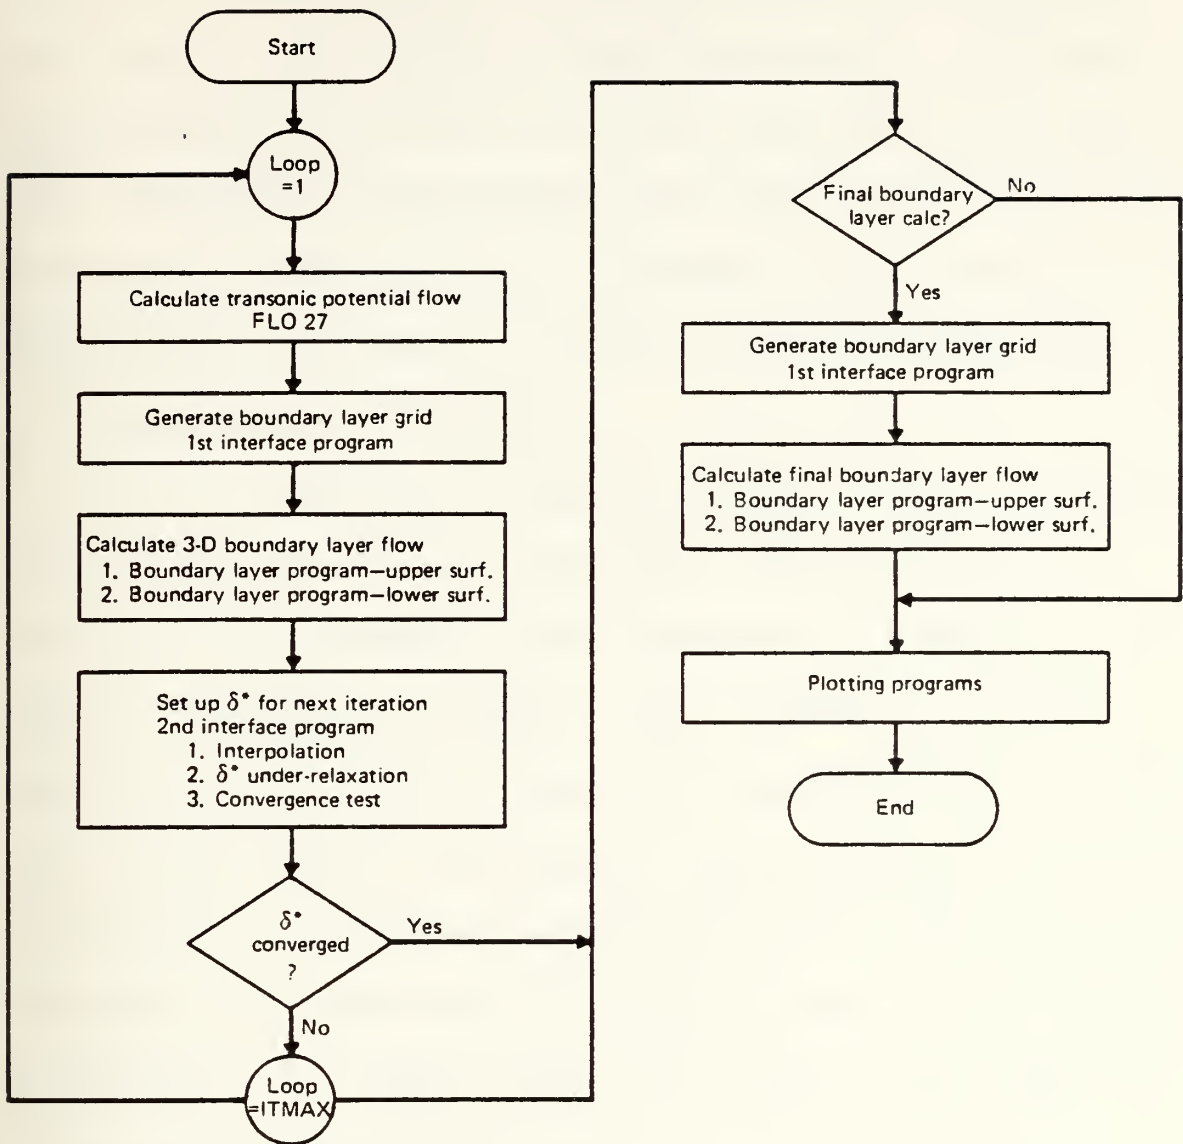 Start
Loop
=1
Calculate transonic potential flow
FLO 27
Generate boundary layer grid
1st interface program
Calculate 3-D boundary layer flow
1. Boundary layer program—upper surf.
2. Boundary layer program—lower surf.
Set up δ* for next iteration
2nd interface program
1. Interpolation
2. δ* under-relaxation
3. Convergence test
δ*
converged
?
Yes
No
Loop
=ITMAX
Final boundary
layer calc?
No
Yes
Generate boundary layer grid
1st interface program
Calculate final boundary layer flow
1. Boundary layer program—upper surf.
2. Boundary layer program—lower surf.
Plotting programs
End